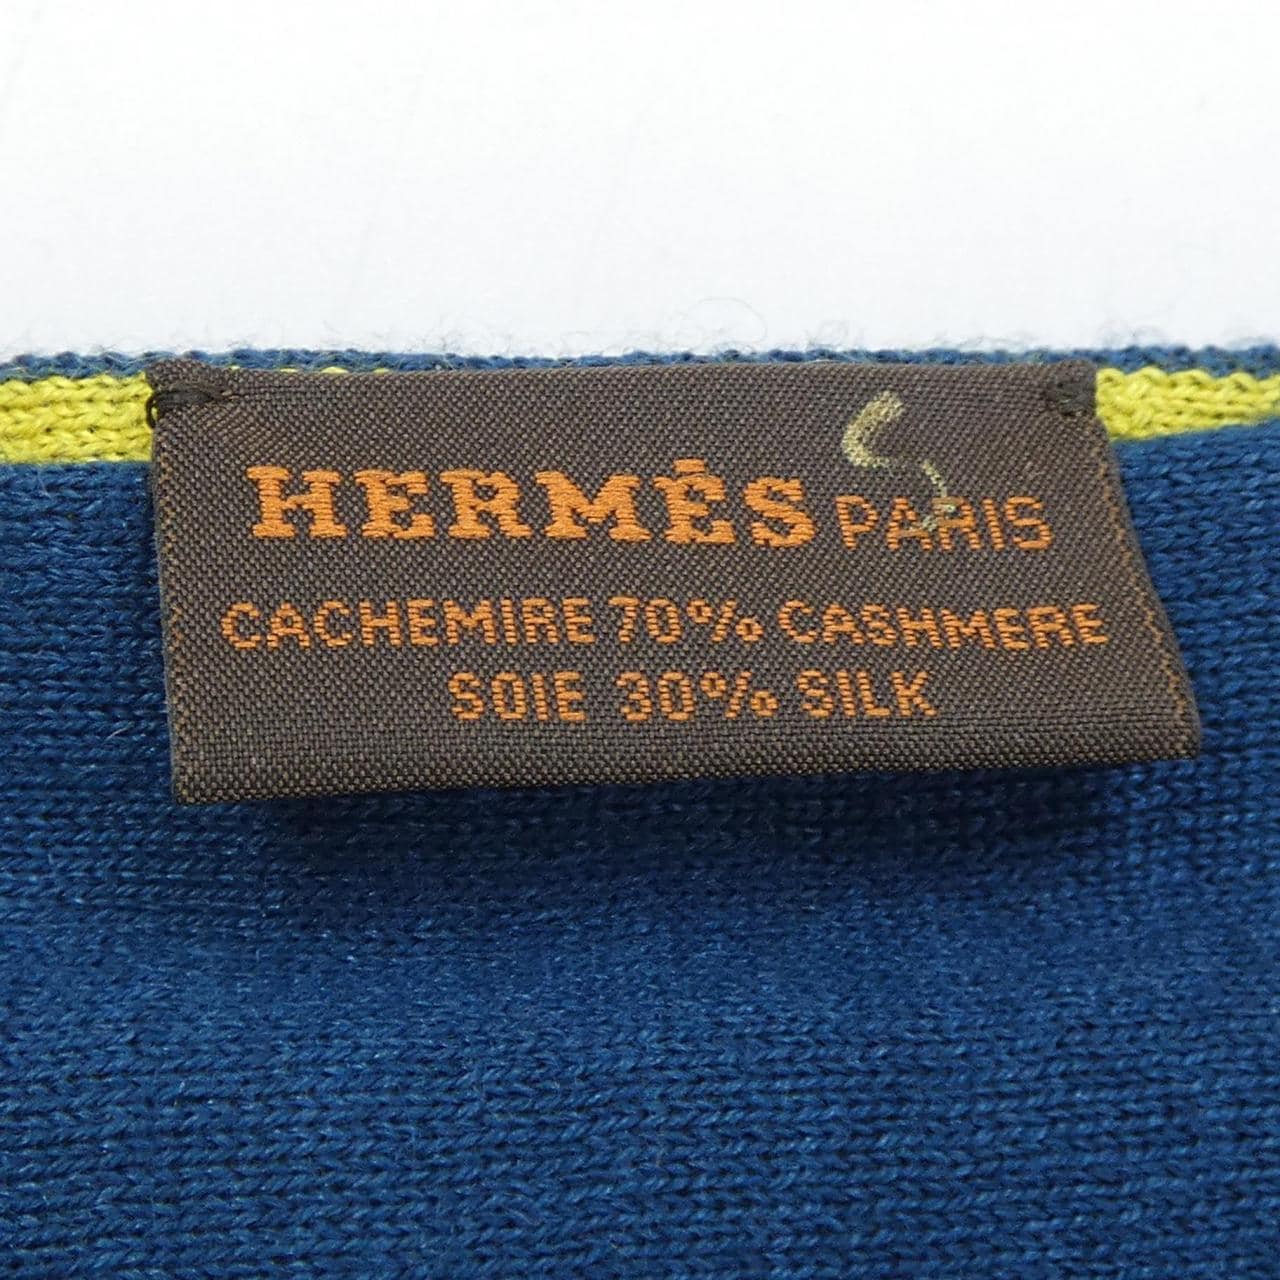 HERMÈS PARIS
CACHEMIRE 70% CASHMERE
SOIE 30% SILK